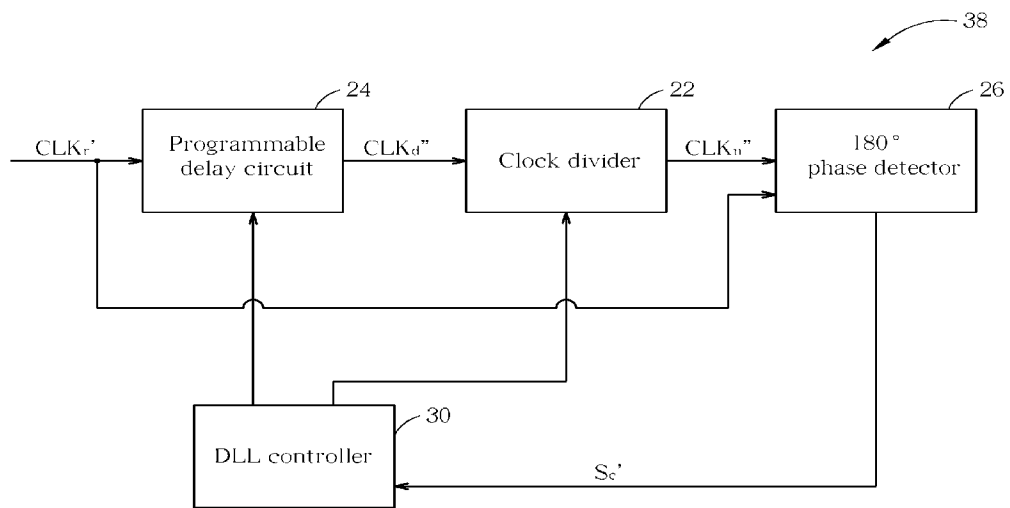 38
24
22
26
CLKr'
Programmable
delay circuit
CLKd"
Clock divider
CLKn"
180°
phase detector
30
DLL controller
Sc'